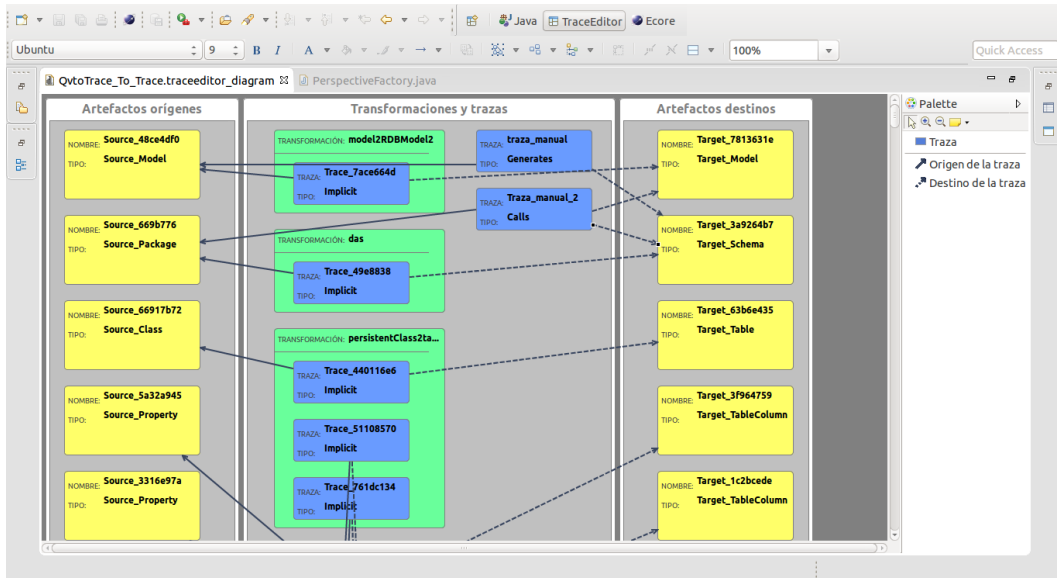 Java TraceEditor Ecore
Ubuntu 9 B I A 100% Quick Access
QvtoTrace_To_Trace.traceeditor_diagram PerspectiveFactory.java
Artefactos orígenes
NOMBRE: Source_48ce4df0
TIPO: Source_Model
NOMBRE: Source_669b776
TIPO: Source_Package
NOMBRE: Source_66917b72
TIPO: Source_Class
NOMBRE: Source_5a32a945
TIPO: Source_Property
NOMBRE: Source_3316e97a
TIPO: Source_Property
Transformaciones y trazas
TRANSFORMACIÓN: model2RDBModel2
TRAZA: Trace_7ace664d
TIPO: Implicit
TRAZA: traza_manual
TIPO: Generates
TRAZA: Traza_manual_2
TIPO: Calls
TRANSFORMACIÓN: das
TRAZA: Trace_49e8838
TIPO: Implicit
TRANSFORMACIÓN: persistentClass2ta...
TRAZA: Trace_440116e6
TIPO: Implicit
TRAZA: Trace_51108570
TIPO: Implicit
TRAZA: Trace_761dc134
TIPO: Implicit
Artefactos destinos
NOMBRE: Target_7813631e
TIPO: Target_Model
NOMBRE: Target_3a9264b7
TIPO: Target_Schema
NOMBRE: Target_63b6e435
TIPO: Target_Table
NOMBRE: Target_3f964759
TIPO: Target_TableColumn
NOMBRE: Target_1c2bcede
TIPO: Target_TableColumn
Palette
Traza
Origen de la traza
Destino de la traza